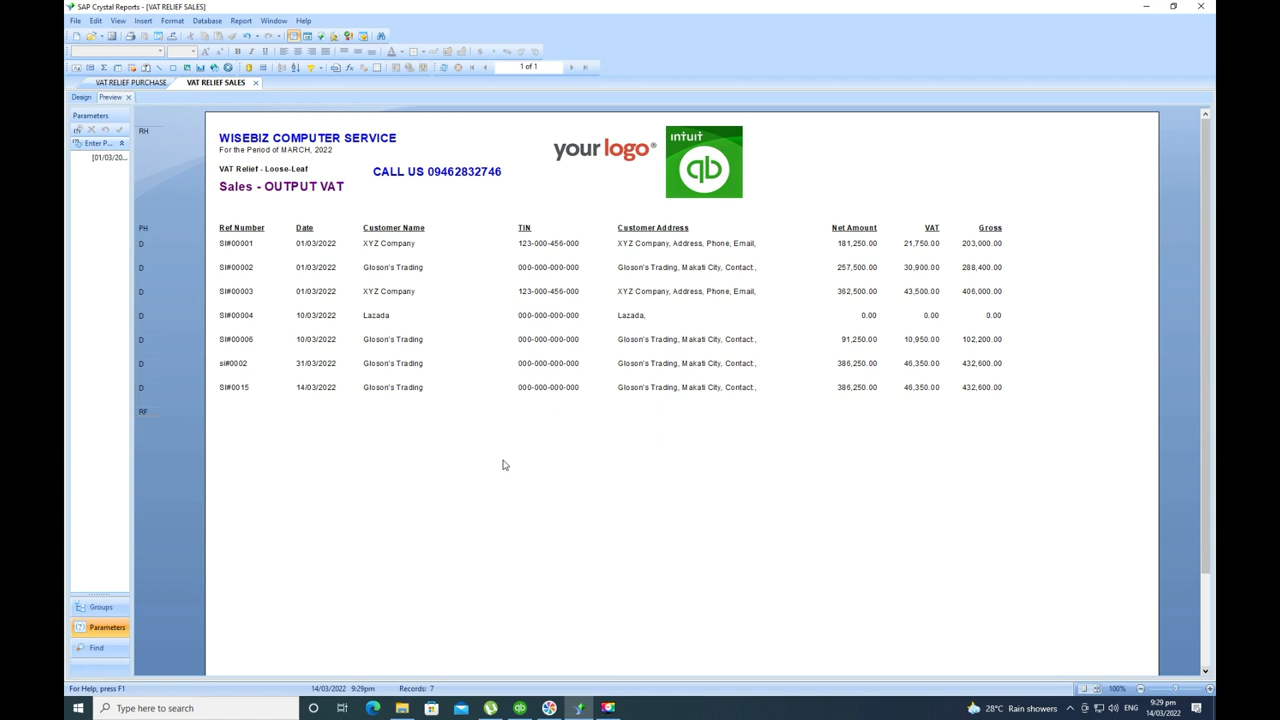 SAP Crystal Reports - [VAT RELIEF SALES]
File Edit View Insert Format Database Report Window Help
1 of 1
VAT RELIEF PURCHASE VAT RELIEF SALES
Design Preview
Parameters
Enter P...
[01/03/20...
RH
WISEBIZ COMPUTER SERVICE
For the Period of MARCH, 2022
VAT Relief - Loose-Leaf
CALL US 09462832746
Sales - OUTPUT VAT
your logo®
intuit
qb
PH Ref Number Date Customer Name TIN Customer Address Net Amount VAT Gross
D SI#00001 01/03/2022 XYZ Company 123-000-456-000 XYZ Company, Address, Phone, Email, 181,250.00 21,750.00 203,000.00
D SI#00002 01/03/2022 Gloson's Trading 000-000-000-000 Gloson's Trading, Makati City, Contact:, 257,500.00 30,900.00 288,400.00
D SI#00003 01/03/2022 XYZ Company 123-000-456-000 XYZ Company, Address, Phone, Email, 362,500.00 43,500.00 406,000.00
D SI#00004 10/03/2022 Lazada 000-000-000-000 Lazada, 0.00 0.00 0.00
D SI#00006 10/03/2022 Gloson's Trading 000-000-000-000 Gloson's Trading, Makati City, Contact:, 91,250.00 10,950.00 102,200.00
D si#0002 31/03/2022 Gloson's Trading 000-000-000-000 Gloson's Trading, Makati City, Contact:, 386,250.00 46,350.00 432,600.00
D SI#0015 14/03/2022 Gloson's Trading 000-000-000-000 Gloson's Trading, Makati City, Contact:, 386,250.00 46,350.00 432,600.00
RF
Groups
Parameters
Find
For Help, press F1 14/03/2022 9:29pm Records: 7 100%
Type here to search 28°C Rain showers ENG 9:29 pm
14/03/2022